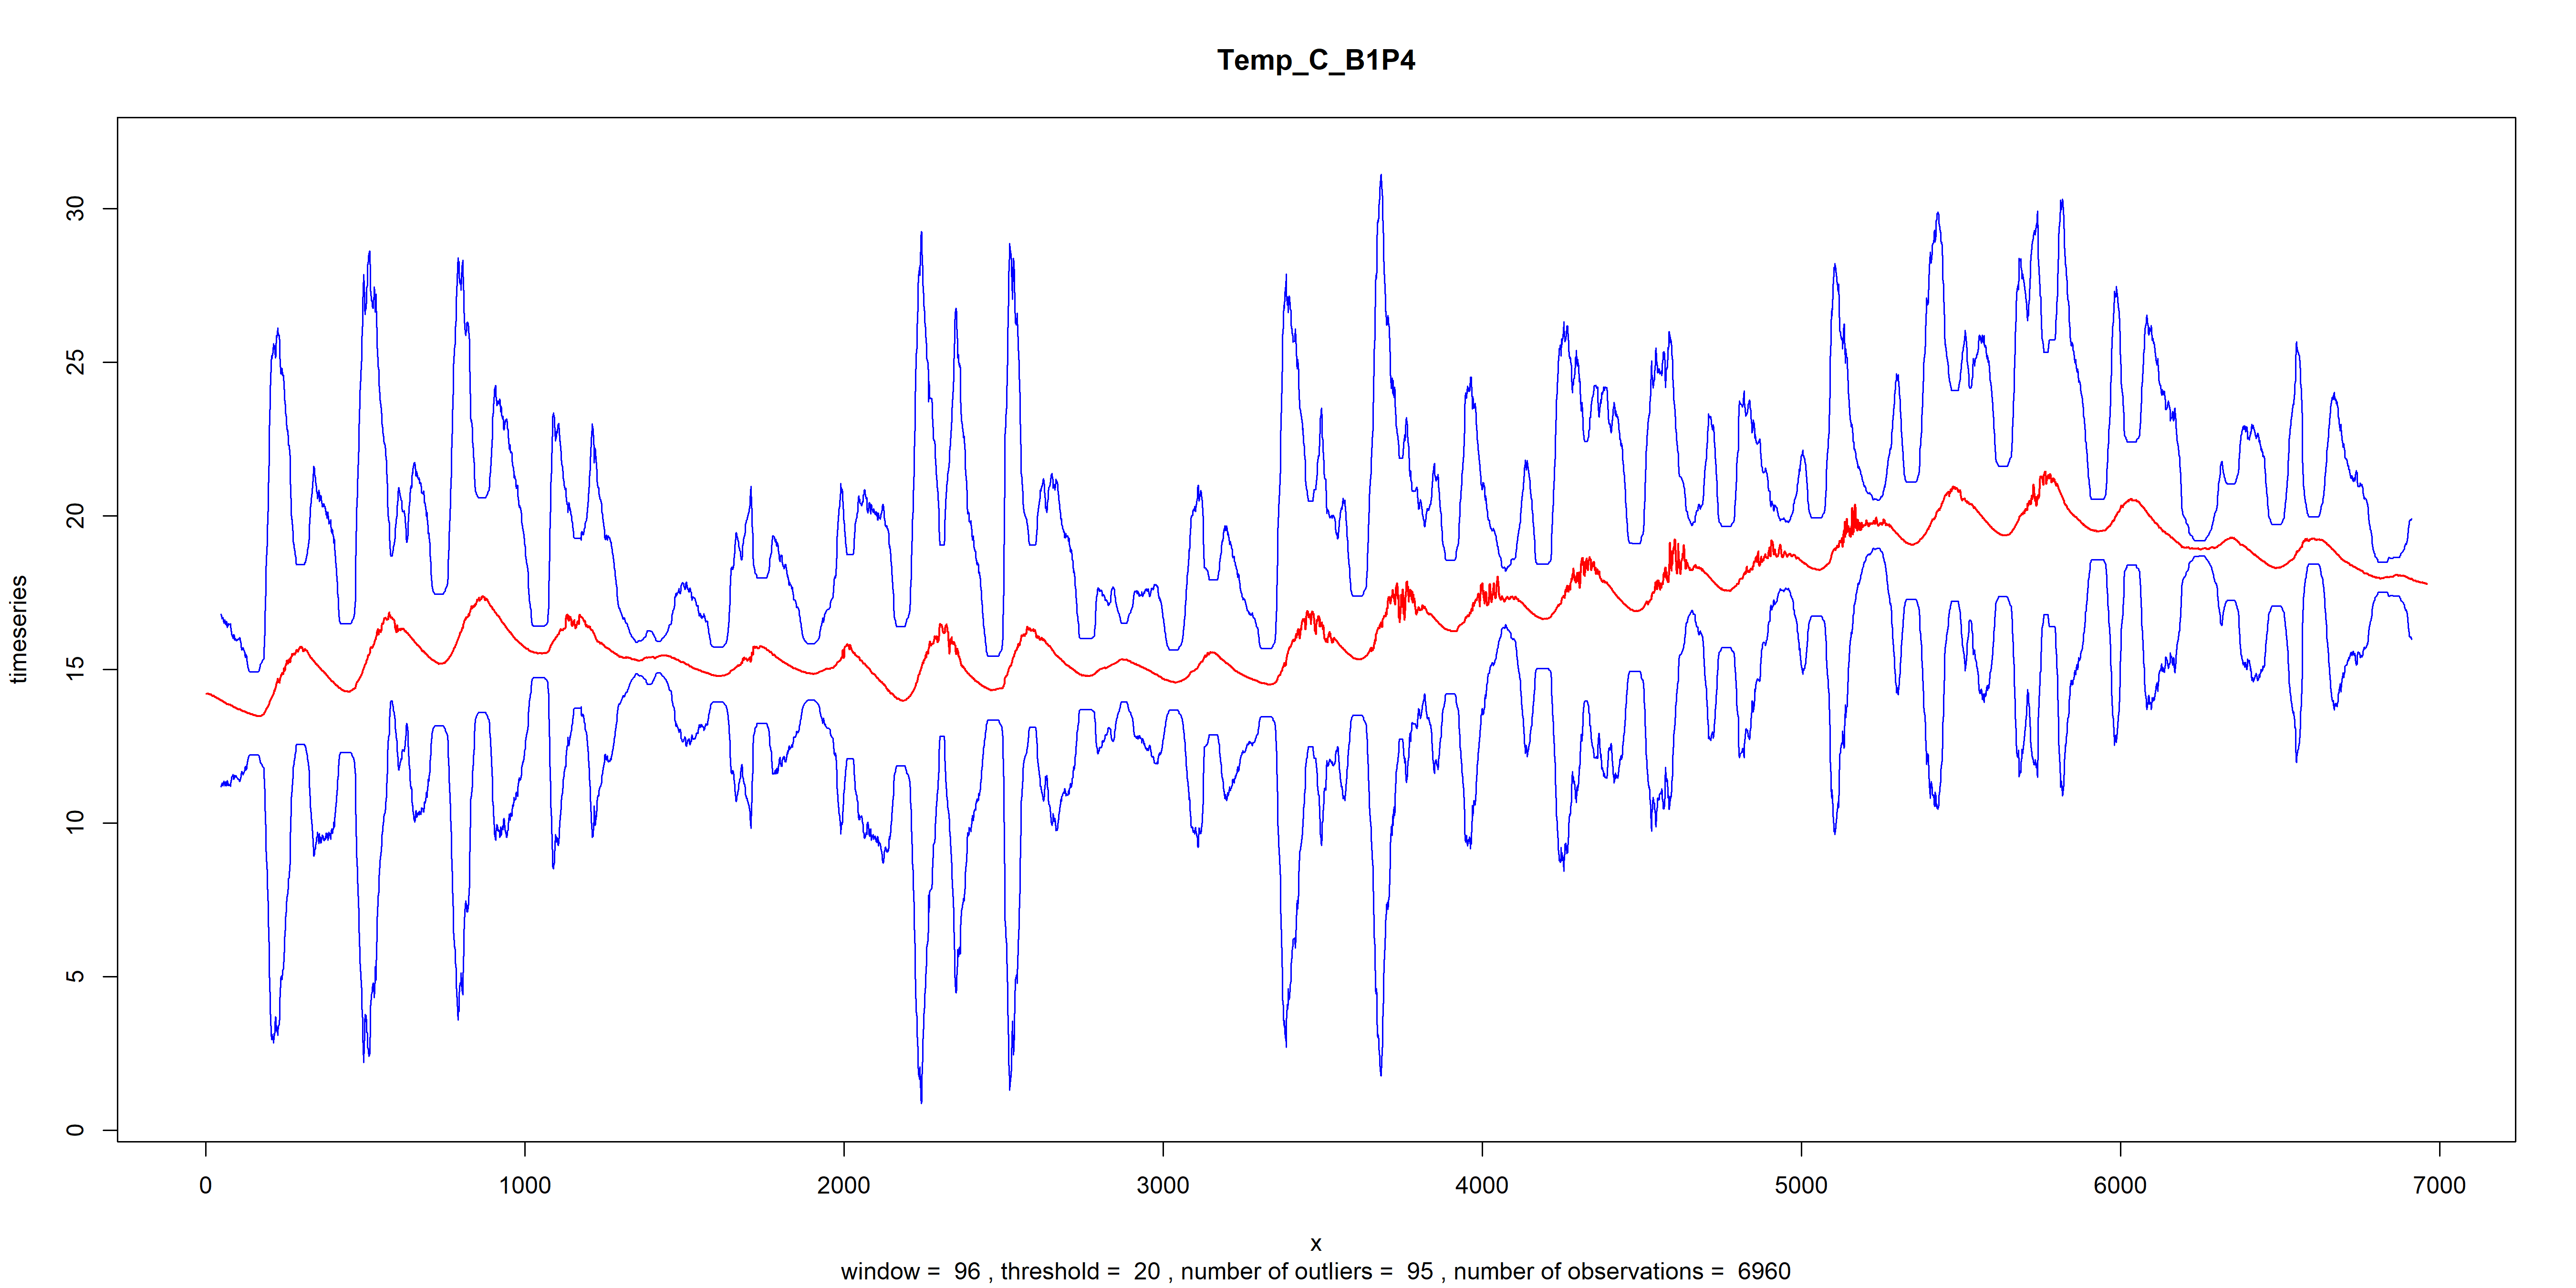 Temp_C_B1P4
30
25
20
15
10
5
0
timeseries
0 1000 2000 3000 4000 5000 6000 7000
x
window = 96 , threshold = 20 , number of outliers = 95 , number of observations = 6960